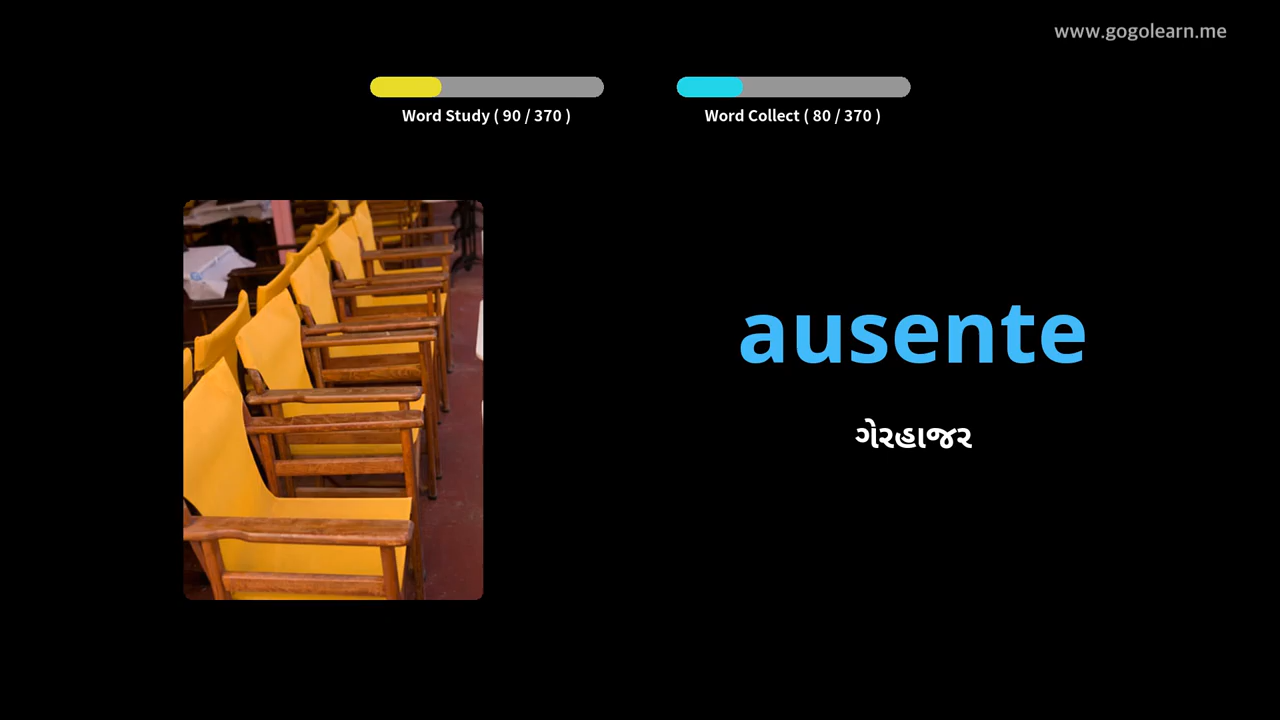 www.gogolearn.me
Word Study ( 90 / 370 )
Word Collect ( 80 / 370 )
ausente
ગેરહાજર